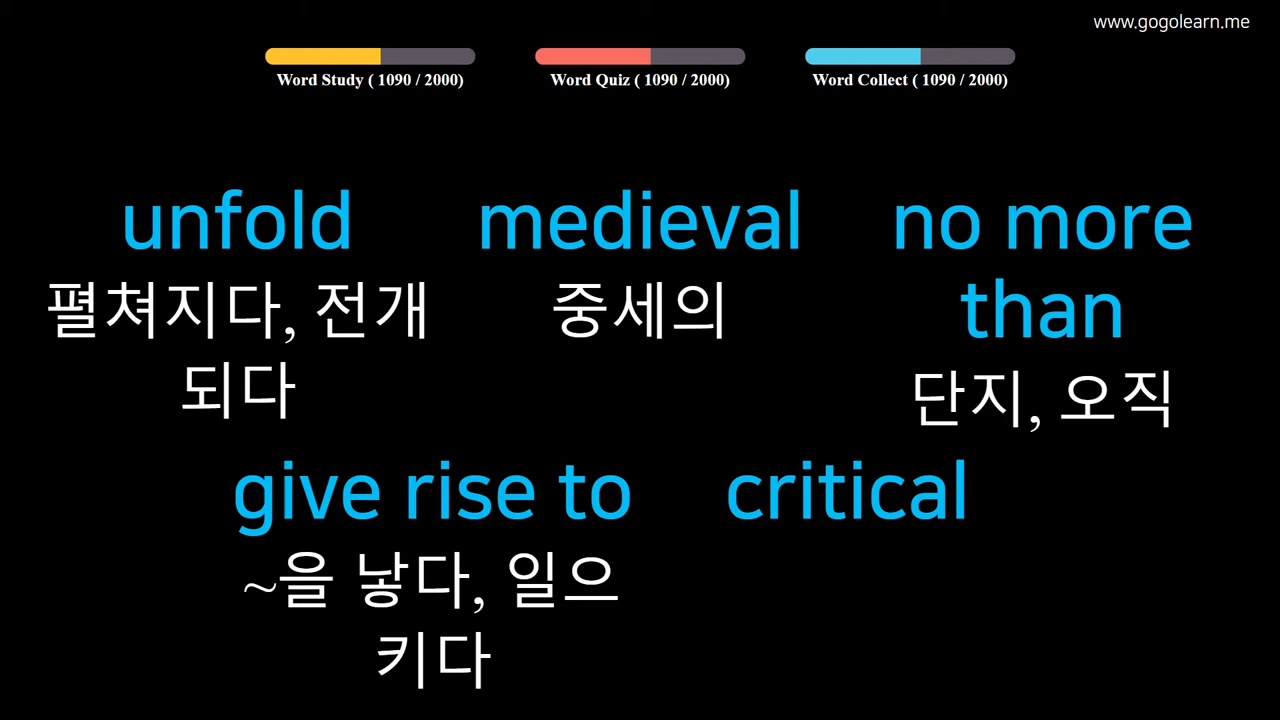 www.gogolearn.me
Word Study ( 1090 / 2000)
Word Quiz ( 1090 / 2000)
Word Collect ( 1090 / 2000)
unfold
펼쳐지다, 전개
되다
medieval
중세의
no more
than
단지, 오직
give rise to
~을 낳다, 일으
키다
critical